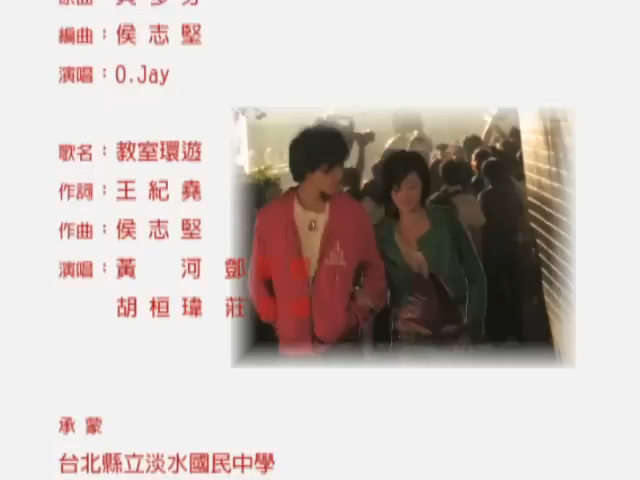 編曲：侯志堅
演唱：O.Jay
歌名：教室環遊
作詞：王紀堯
作曲：侯志堅
演唱：黃 河 鄧
胡桓瑋 莊
承蒙
台北縣立淡水國民中學